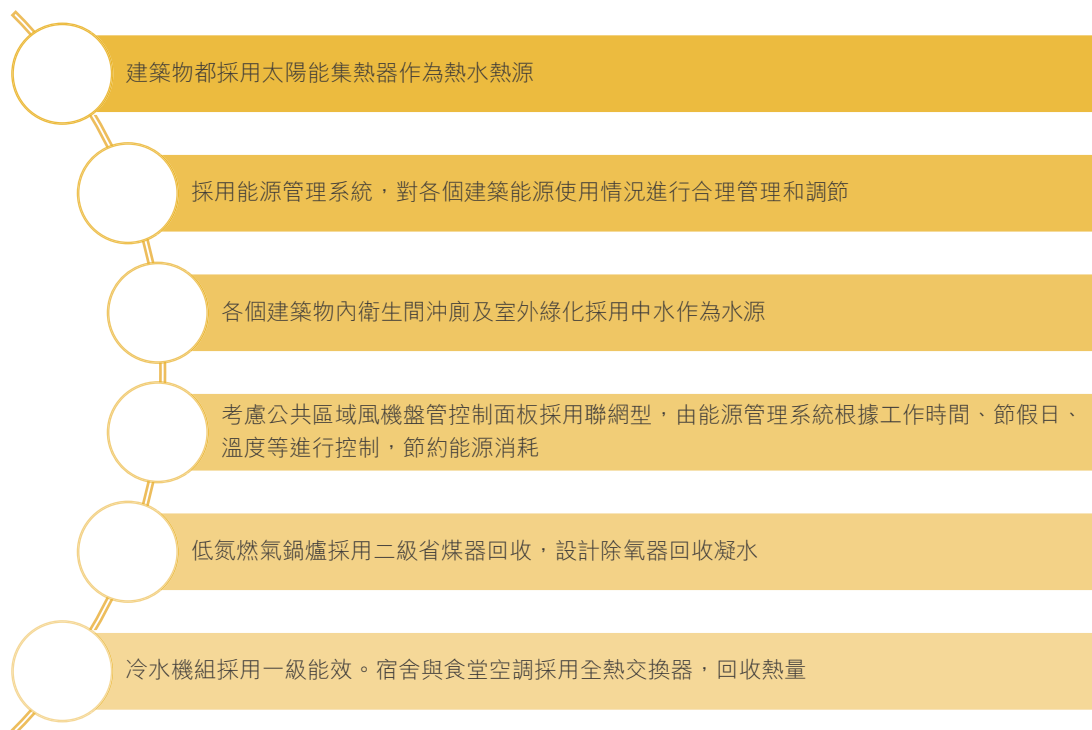 建築物都採用太陽能集熱器作為熱水熱源
採用能源管理系統，對各個建築能源使用情況進行合理管理和調節
各個建築物內衛生間沖廁及室外綠化採用中水作為水源
考慮公共區域風機盤管控制面板採用聯網型，由能源管理系統根據工作時間、節假日、
溫度等進行控制，節約能源消耗
低氮燃氣鍋爐採用二級省煤器回收，設計除氧器回收凝水
冷水機組採用一級能效。宿舍與食堂空調採用全熱交換器，回收熱量